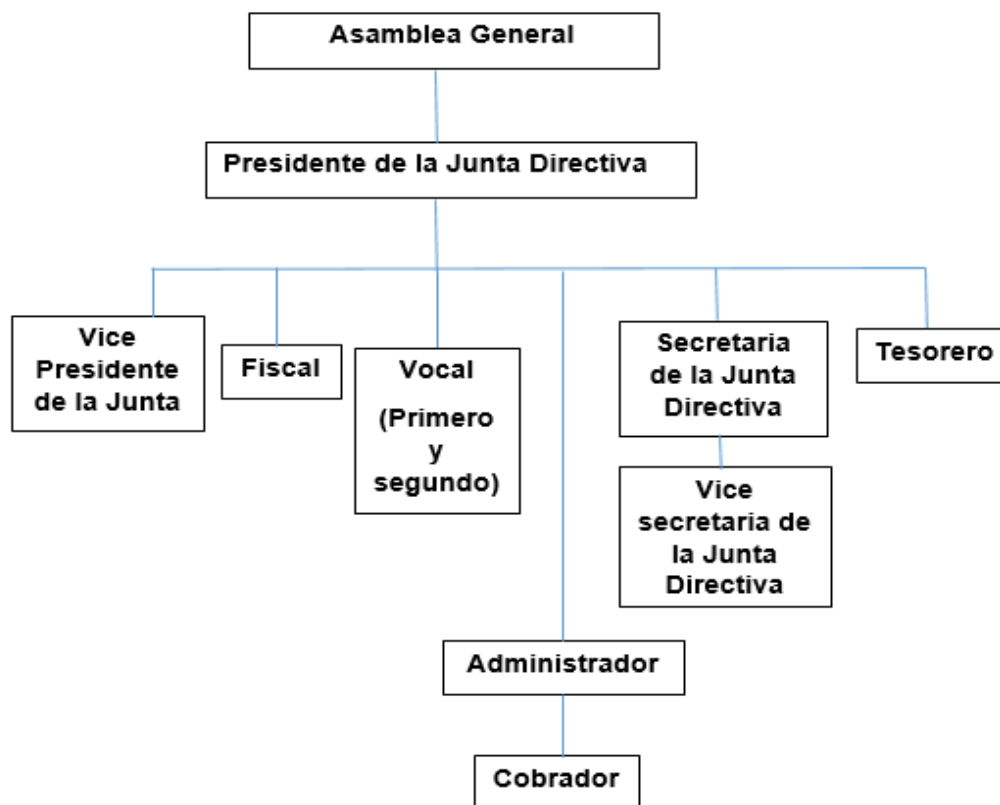 Asamblea General
Presidente de la Junta Directiva
Vice
Presidente
de la Junta
Fiscal
Vocal
(Primero
y
segundo)
Secretaria
de la Junta
Directiva
Tesorero
Vice
secretaria de
la Junta
Directiva
Administrador
Cobrador